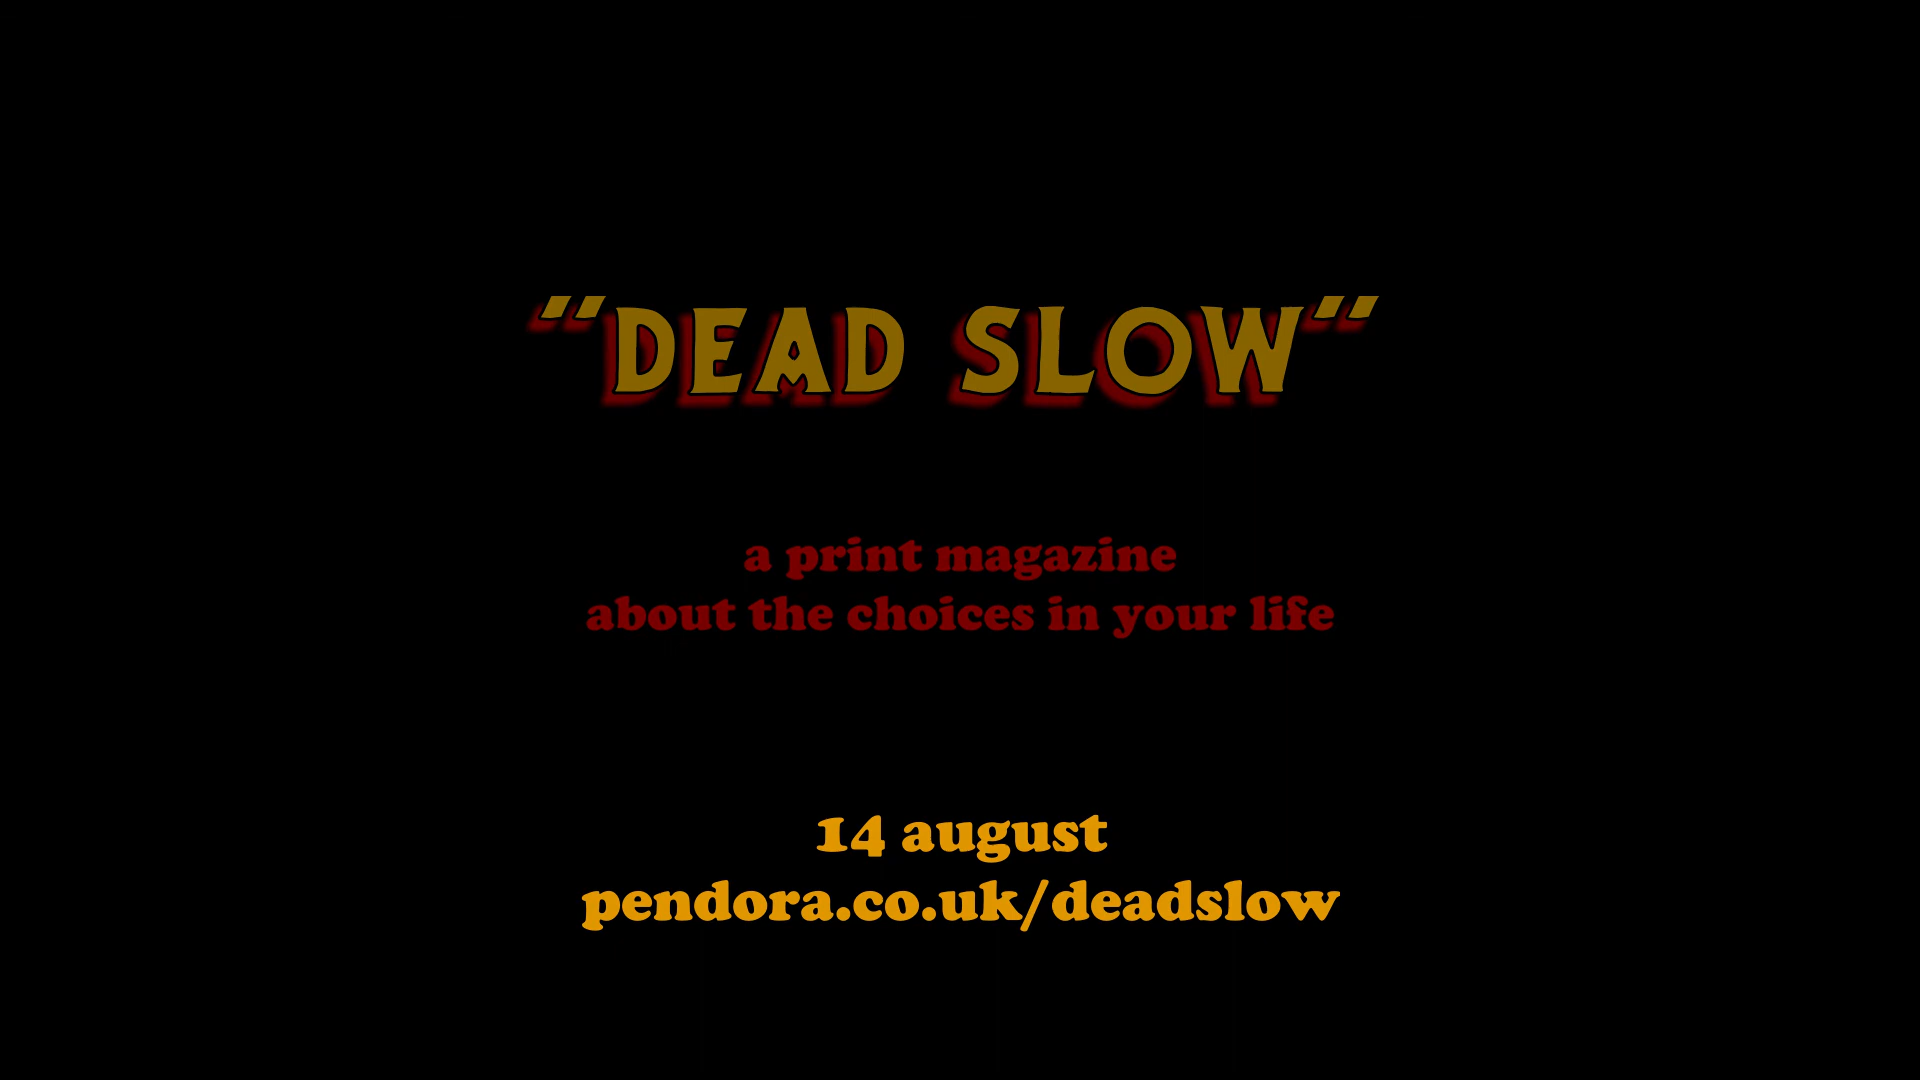 "DEAD SLOW"
a print magazine
about the choices in your life
14 august
pendora.co.uk/deadslow